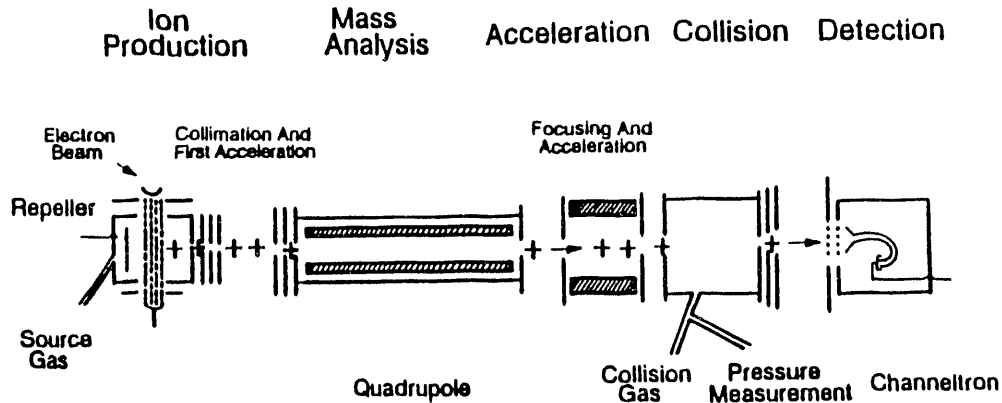 Ion
Production
Mass
Analysis
Acceleration
Collision
Detection
Electron
Beam
Collimation And
First Acceleration
Focusing And
Acceleration
Repeller
Source
Gas
Quadrupole
Collision
Gas
Pressure
Measurement
Channeltron